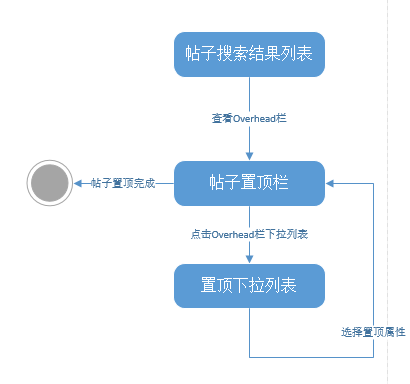 帖子搜索结果列表
查看Overhead栏
帖子置顶栏
帖子置顶完成
点击Overhead栏下拉列表
置顶下拉列表
选择置顶属性